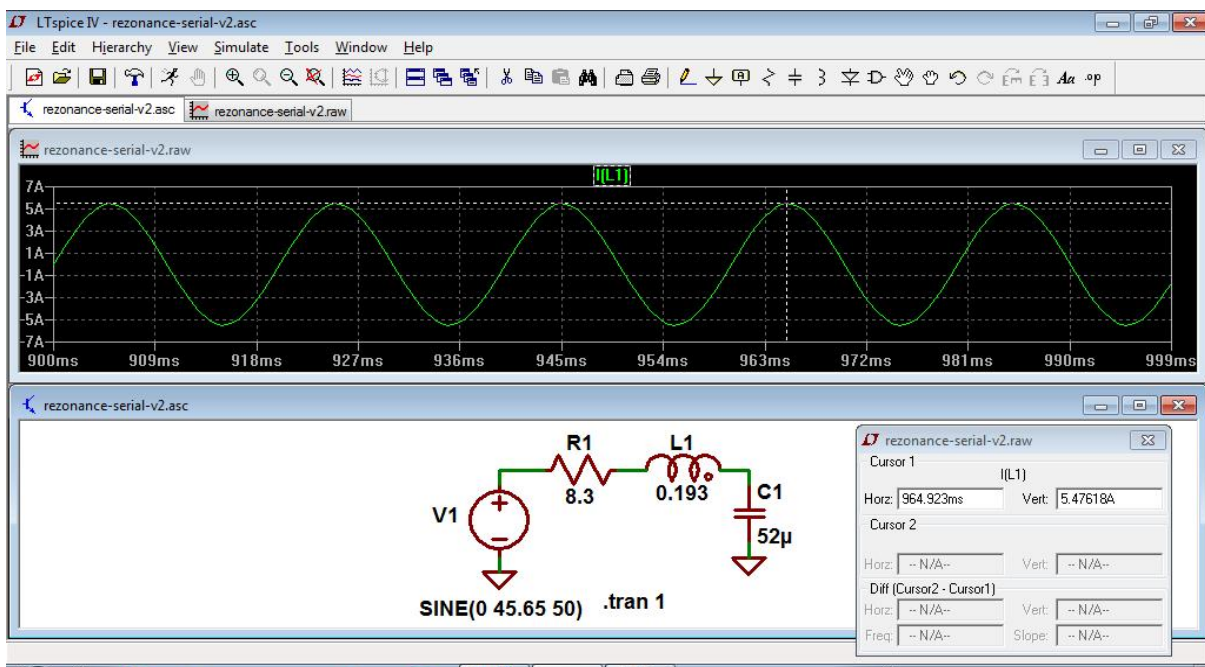 LTspice IV - rezonance-serial-v2.asc
File Edit Hierarchy View Simulate Tools Window Help
Aa .op
rezonance-serial-v2.asc rezonance-serial-v2.raw
rezonance-serial-v2.raw
I(L1)
7A
5A
3A
1A
-1A
-3A
-5A
-7A
900ms 909ms 918ms 927ms 936ms 945ms 954ms 963ms 972ms 981ms 990ms 999ms
rezonance-serial-v2.asc
R1
8.3
L1
0.193
C1
52µ
V1
SINE(0 45.65 50)
.tran 1
rezonance-serial-v2.raw
Cursor 1
I(L1)
Horz: 964.923ms Vert: 5.47618A
Cursor 2
Horz: -- N/A-- Vert: -- N/A--
Diff (Cursor2 - Cursor1)
Horz: -- N/A-- Vert: -- N/A--
Freq: -- N/A-- Slope: -- N/A--